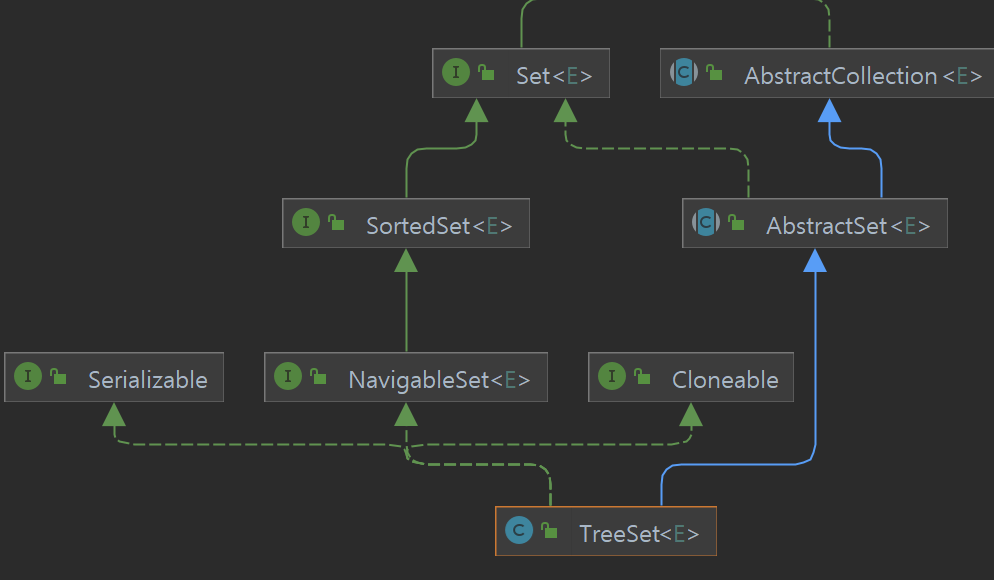 I Set<E>
C AbstractCollection<E>
I SortedSet<E>
C AbstractSet<E>
I Serializable
I NavigableSet<E>
I Cloneable
C TreeSet<E>